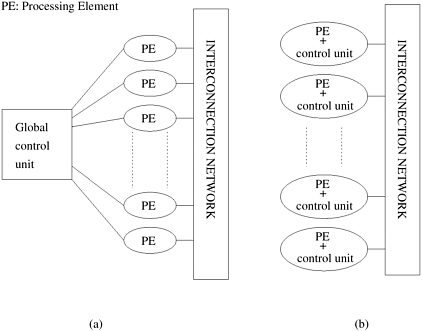 PE: Processing Element
Global
control
unit
PE
PE
PE
PE
PE
INTERCONNECTION NETWORK
(a)
PE
+
control unit
PE
+
control unit
PE
+
control unit
PE
+
control unit
INTERCONNECTION NETWORK
(b)